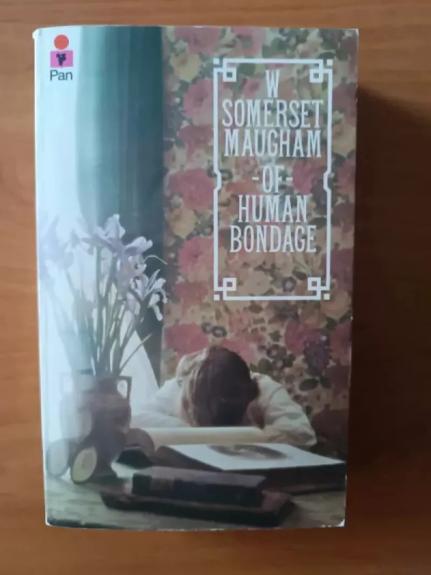 Pan
W
SOMERSET
MAUGHAM
-OF-
HUMAN
BONDAGE